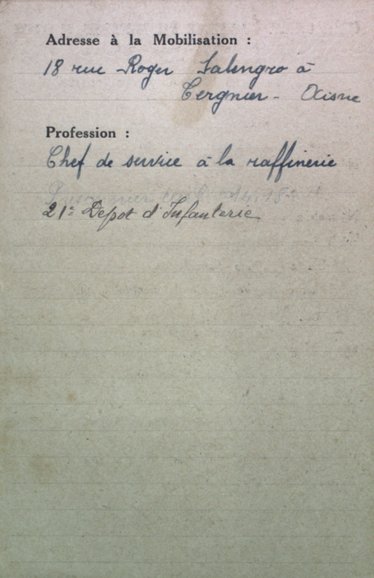 Adresse à la Mobilisation :
18 rue Roger Salengro à
Tergnier - Aisne
Profession :
Chef de service à la raffinerie
21e Dépot d'Infanterie